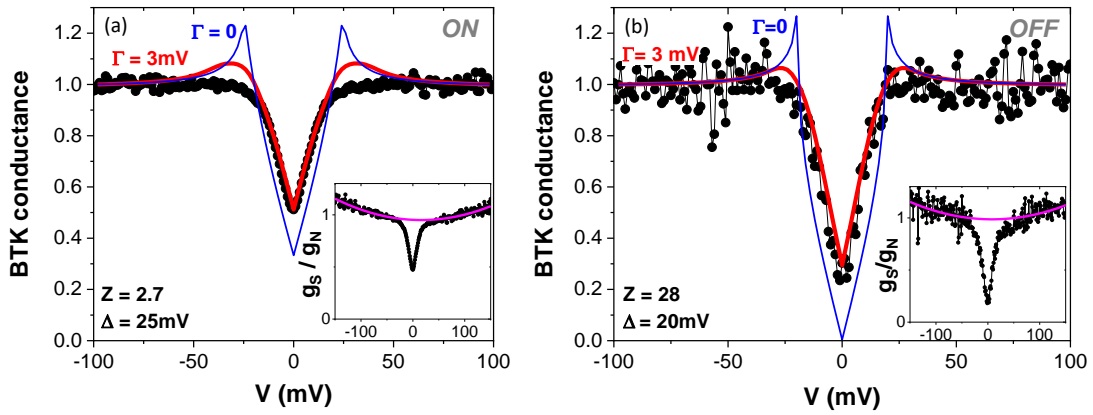 (a)
Γ = 0
ON
Γ = 3mV
BTK conductance
1.2
1.0
0.8
0.6
0.4
0.2
0.0
Z = 2.7
Δ = 25mV
g_S / g_N
1
0
-100 0 100
-100 -50 0 50 100
V (mV)
(b)
Γ=0
OFF
Γ = 3 mV
BTK conductance
1.2
1.0
0.8
0.6
0.4
0.2
0.0
Z = 28
Δ = 20mV
g_S/g_N
1
0
-100 0 100
-100 -50 0 50 100
V (mV)